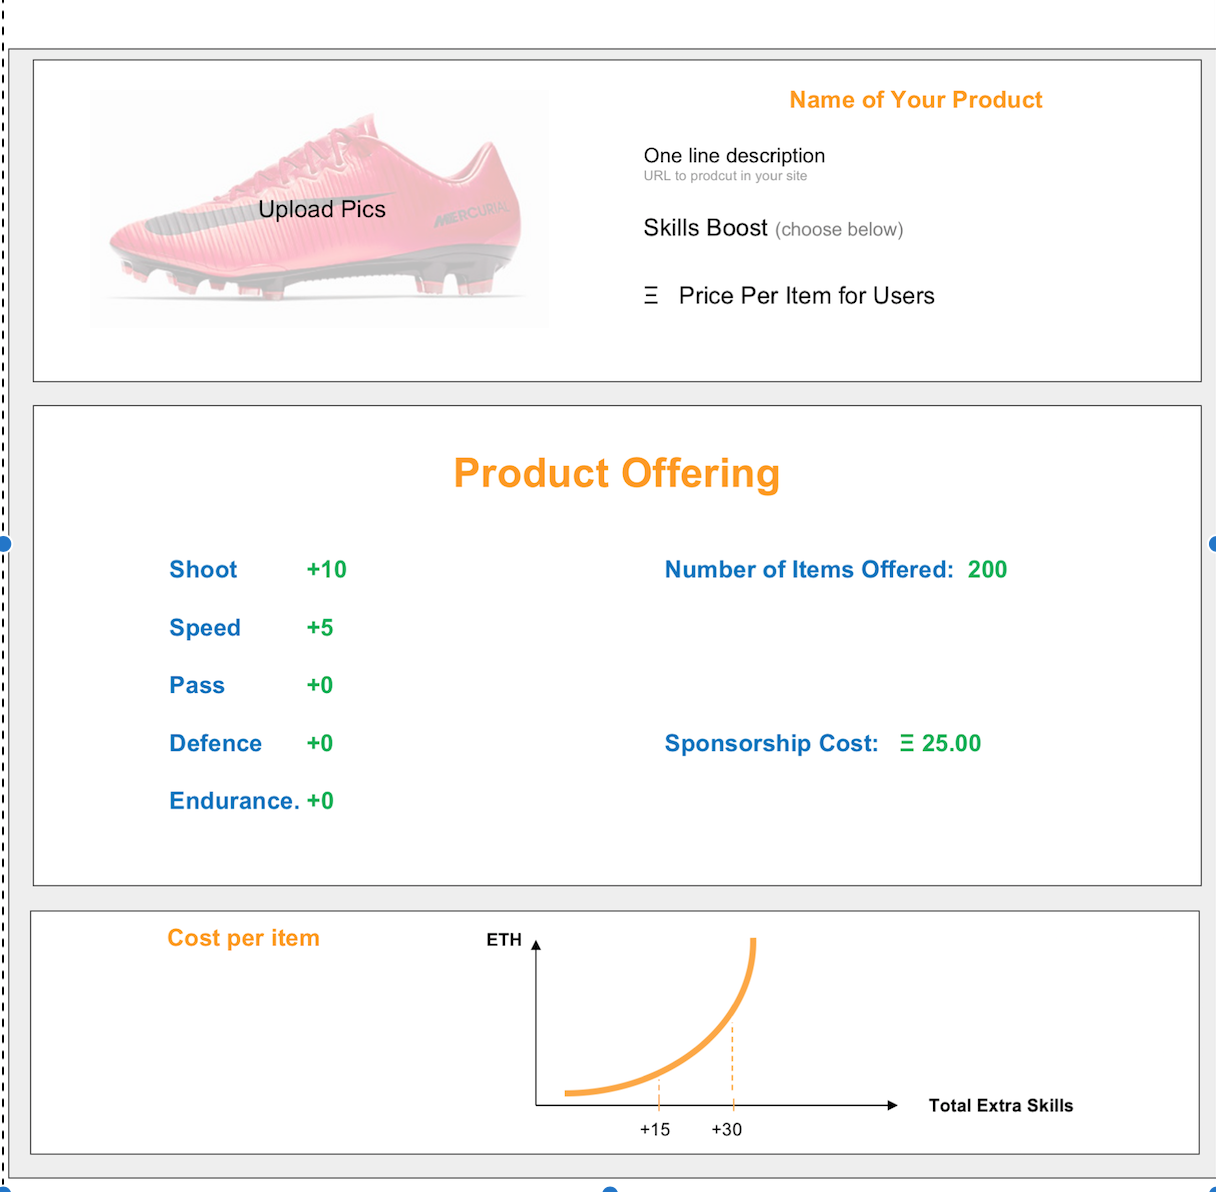 Name of Your Product
One line description
URL to prodcut in your site
Upload Pics
MERCURIAL
Skills Boost (choose below)
Ξ Price Per Item for Users
Product Offering
Shoot +10
Number of Items Offered: 200
Speed +5
Pass +0
Defence +0
Sponsorship Cost: Ξ 25.00
Endurance. +0
Cost per item
ETH
Total Extra Skills
+15 +30